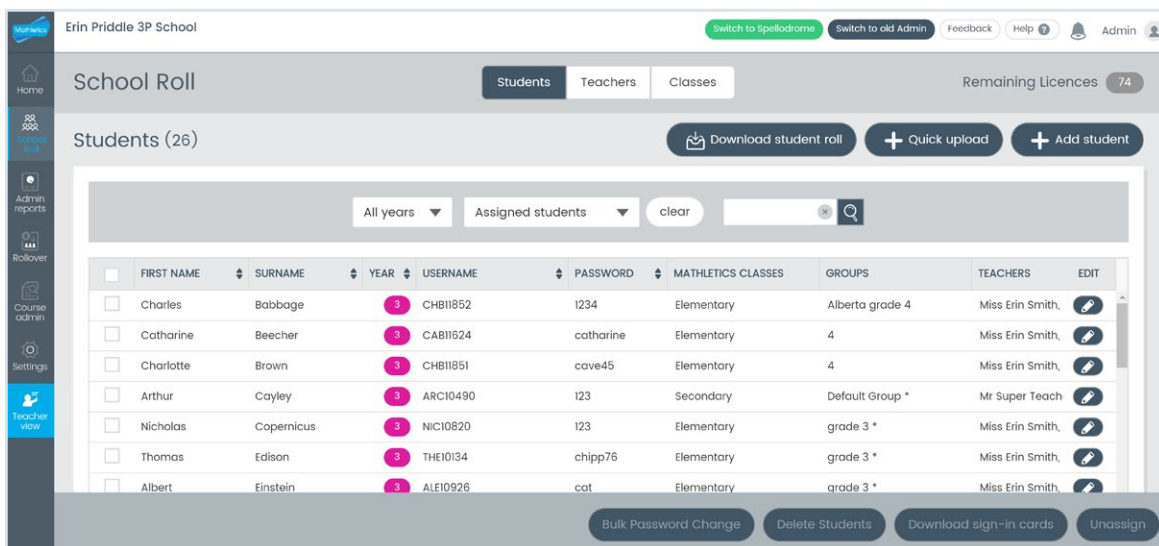 Mathletics
Erin Priddle 3P School
Switch to Spellodrome
Switch to old Admin
Feedback
Help ?
Admin
Home
School Roll
Admin reports
Rollover
Course admin
Settings
Teacher view
School Roll
Students
Teachers
Classes
Remaining Licences 74
Students (26)
Download student roll
Quick upload
Add student
All years
Assigned students
clear
FIRST NAME SURNAME YEAR USERNAME PASSWORD MATHLETICS CLASSES GROUPS TEACHERS EDIT
Charles Babbage 3 CHB11852 1234 Elementary Alberta grade 4 Miss Erin Smith,
Catharine Beecher 3 CAB11624 catharine Elementary 4 Miss Erin Smith,
Charlotte Brown 3 CHB11851 cave45 Elementary 4 Miss Erin Smith,
Arthur Cayley 3 ARC10490 123 Secondary Default Group * Mr Super Teach
Nicholas Copernicus 3 NIC10820 123 Elementary grade 3 * Miss Erin Smith,
Thomas Edison 3 THE10134 chipp76 Elementary grade 3 * Miss Erin Smith,
Albert Einstein 3 ALE10926 cat Elementary grade 3 * Miss Erin Smith,
Bulk Password Change
Delete Students
Download sign-in cards
Unassign